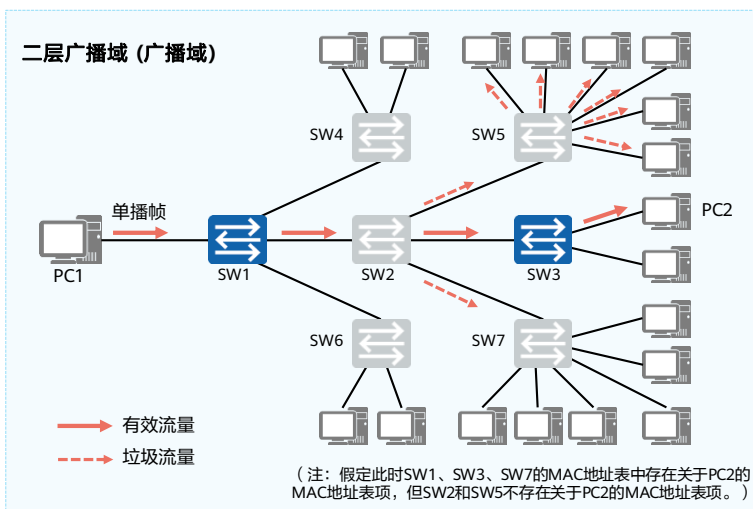 二层广播域 (广播域)
SW4
SW5
单播帧
PC2
PC1
SW1
SW2
SW3
SW6
SW7
有效流量
垃圾流量
（注：假定此时SW1、SW3、SW7的MAC地址表中存在关于PC2的
MAC地址表项，但SW2和SW5不存在关于PC2的MAC地址表项。）